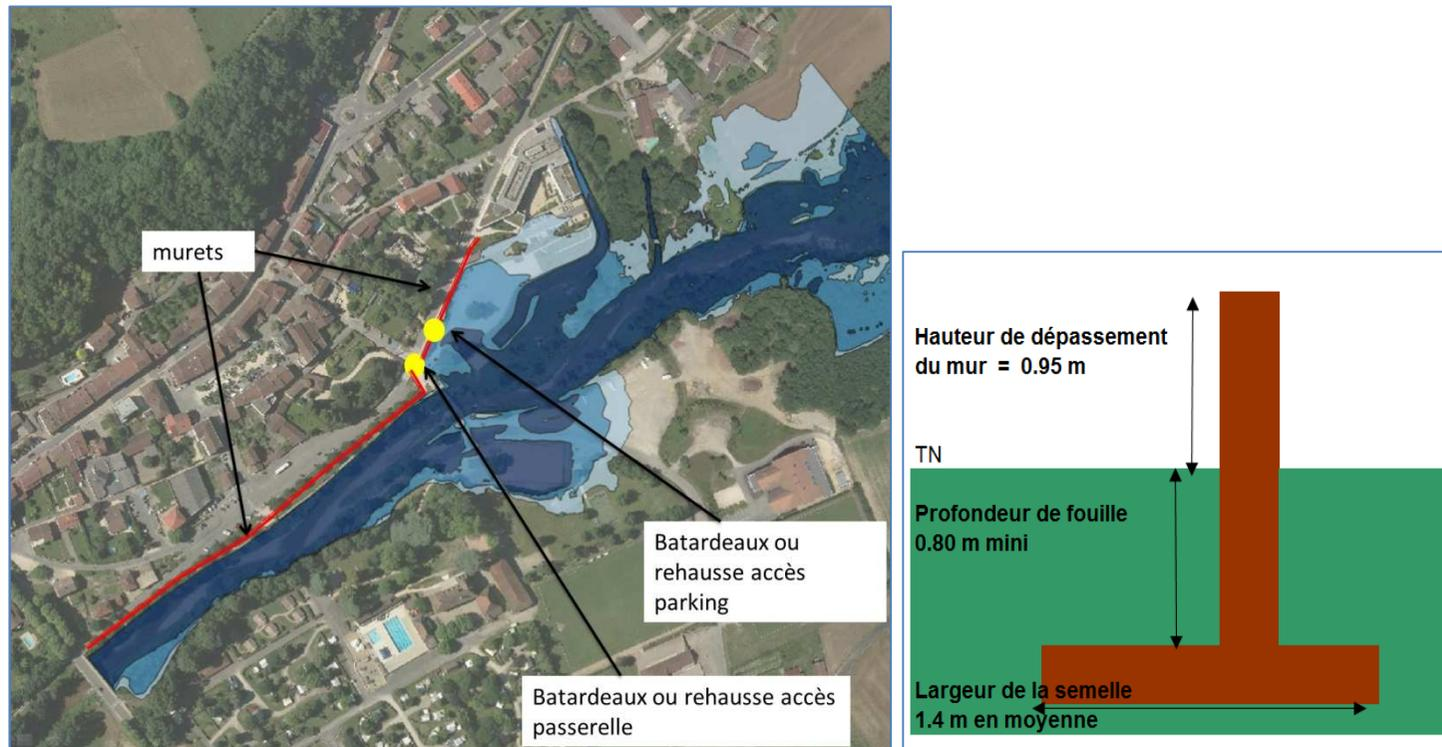 murets
Batardeaux ou
rehausse accès
parking
Batardeaux ou rehausse accès
passerelle
Hauteur de dépassement
du mur = 0.95 m
TN
Profondeur de fouille
0.80 m mini
Largeur de la semelle
1.4 m en moyenne